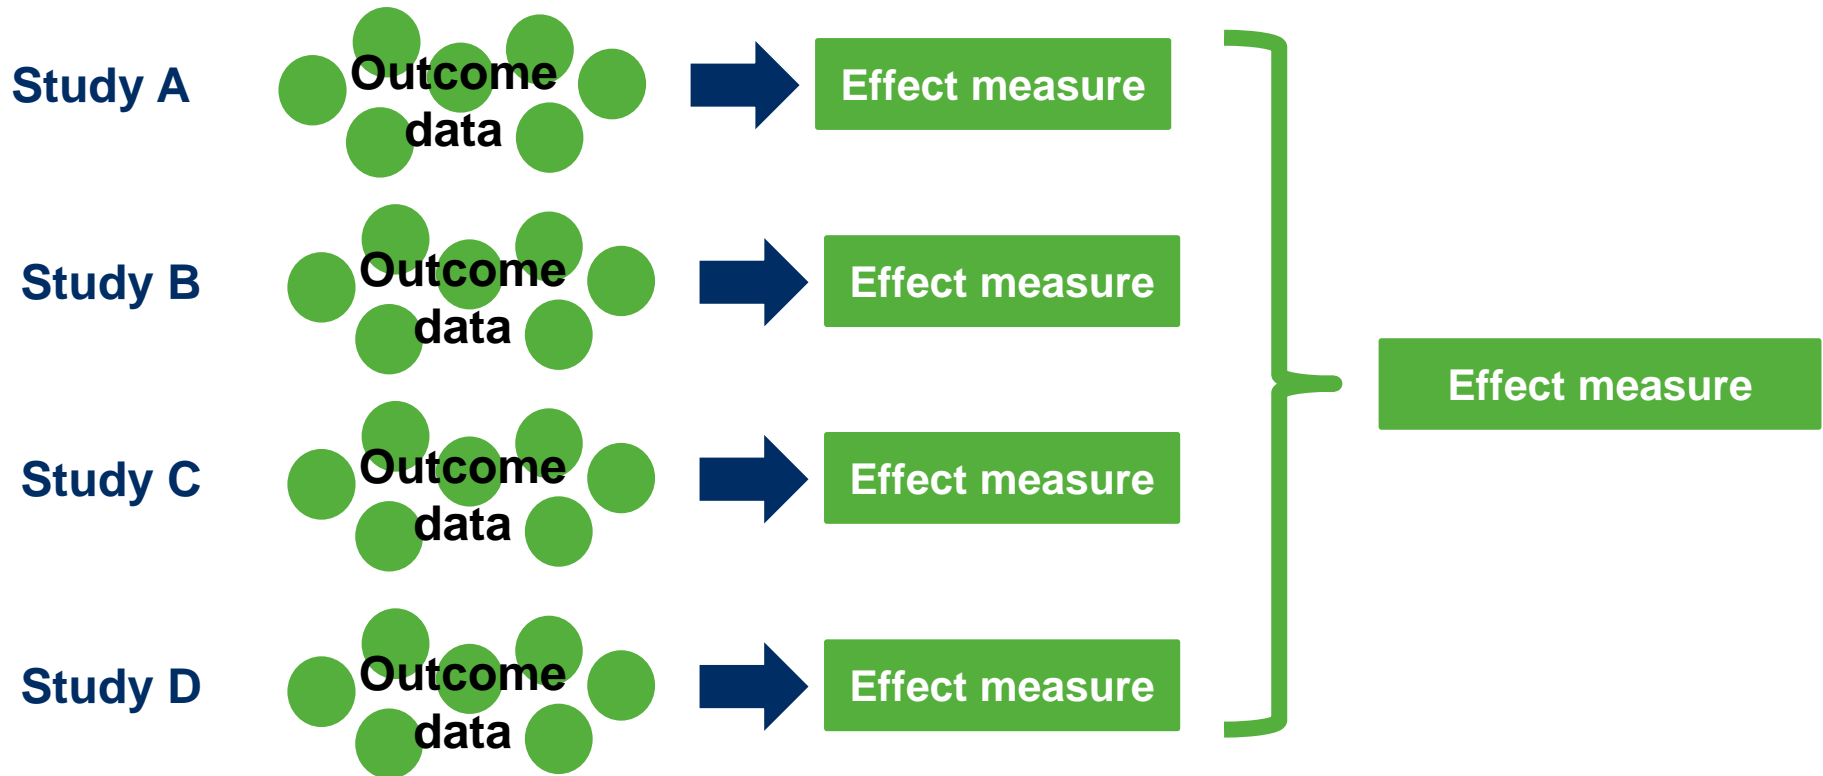 Study A
Outcome
data
Effect measure
Study B
Outcome
data
Effect measure
Study C
Outcome
data
Effect measure
Study D
Outcome
data
Effect measure
Effect measure